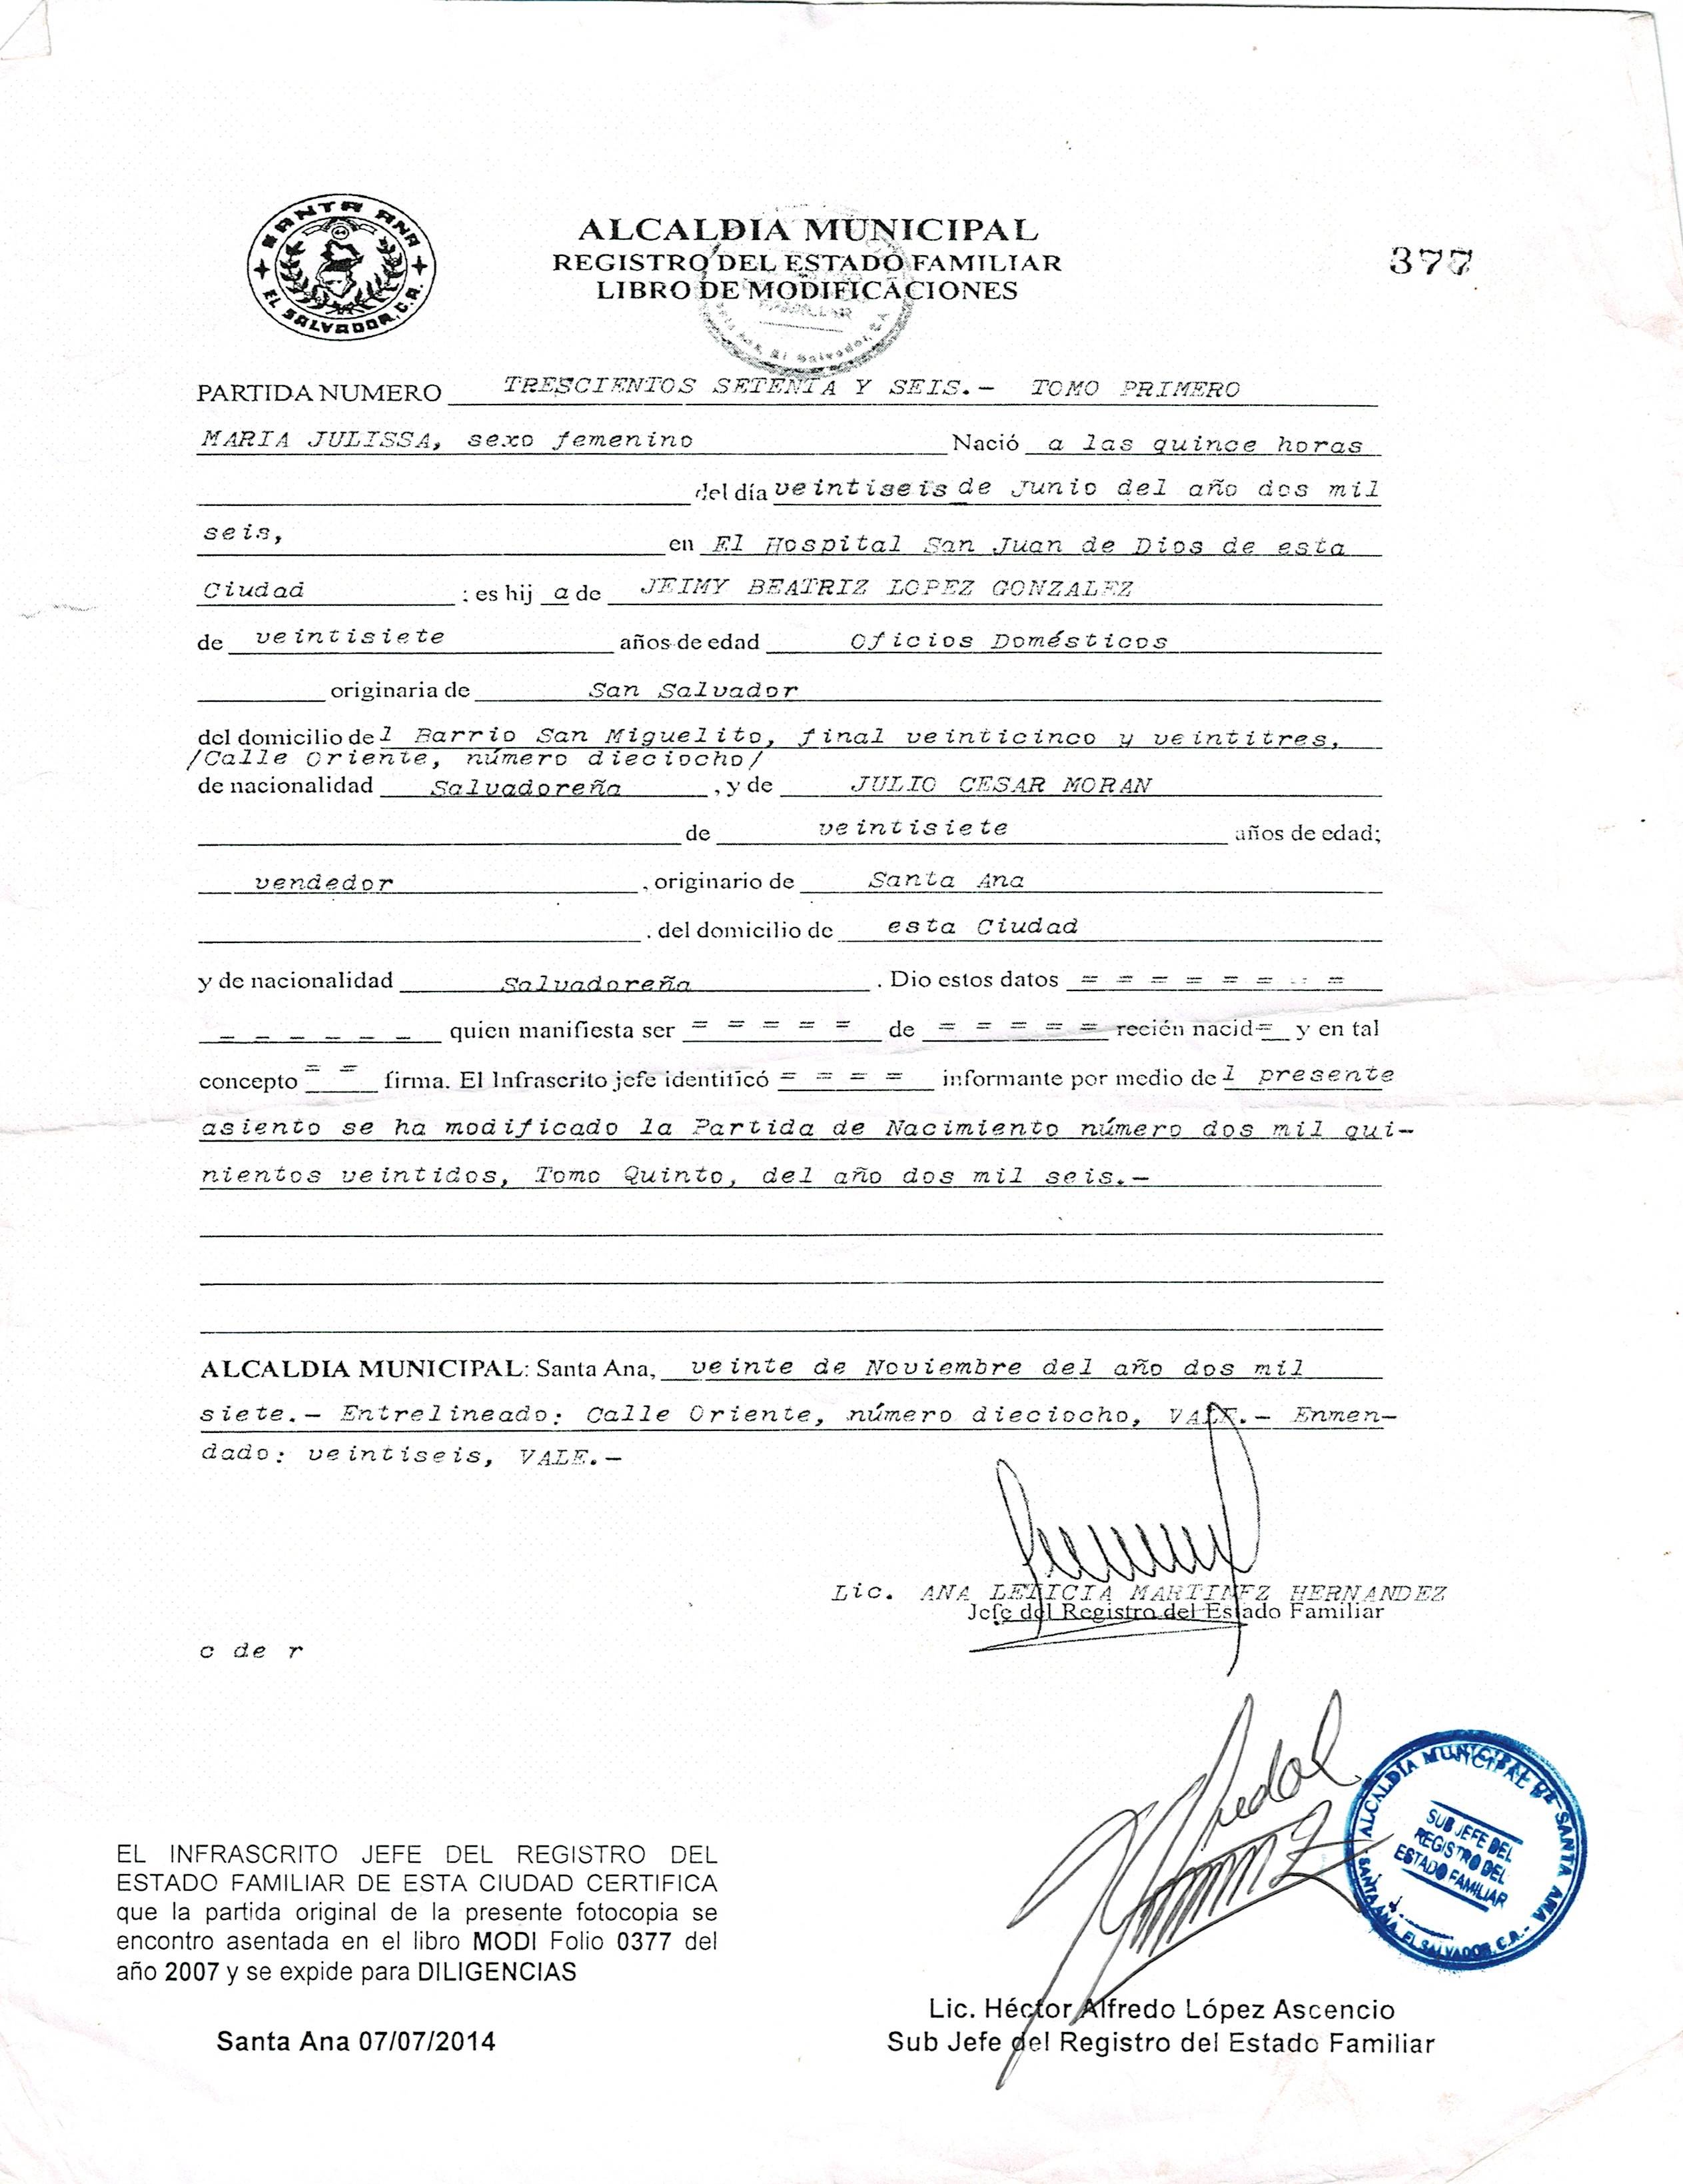 SANTA ANA
EL SALVADOR, C.A.
ALCALDIA MUNICIPAL
REGISTRO DEL ESTADO FAMILIAR
LIBRO DE MODIFICACIONES
377
El Salvador,
PARTIDA NUMERO TRESCIENTOS SETENTA Y SEIS.- TOMO PRIMERO
MARIA JULISSA, sexo femenino Nació a las quince horas
del día veintiseis de Junio del año dos mil
seis, en El Hospital San Juan de Dios de esta
Ciudad ; es hij a de JEIMY BEATRIZ LOPEZ GONZALEZ
de veintisiete años de edad Oficios Domésticos
originaria de San Salvador
del domicilio de l Barrio San Miguelito, final veinticinco y veintitres,
/Calle Oriente, número dieciocho/
de nacionalidad Salvadoreña , y de JULIO CESAR MORAN
de veintisiete años de edad;
vendedor , originario de Santa Ana
. del domicilio de esta Ciudad
y de nacionalidad Salvadoreña . Dio estos datos = = = = = = = =
_ _ _ _ _ _ quien manifiesta ser = = = = = de = = = = = recién nacid= y en tal
concepto = = firma. El Infrascrito jefe identificó = = = = informante por medio de l presente
asiento se ha modificado la Partida de Nacimiento número dos mil qui-
nientos veintidos, Tomo Quinto, del año dos mil seis.-
ALCALDIA MUNICIPAL: Santa Ana, veinte de Noviembre del año dos mil
siete.- Entrelineado: Calle Oriente, número dieciocho, VALE.- Enmen-
dado: veintiseis, VALE.-
Lic. ANA LETICIA MARTINEZ HERNANDEZ
Jefe del Registro del Estado Familiar
c de r
ALCALDIA MUNICIPAL DE SANTA ANA
SUB JEFE DEL
REGISTRO DEL
ESTADO FAMILIAR
SANTA ANA, EL SALVADOR, C.A.
EL INFRASCRITO JEFE DEL REGISTRO DEL
ESTADO FAMILIAR DE ESTA CIUDAD CERTIFICA
que la partida original de la presente fotocopia se
encontro asentada en el libro MODI Folio 0377 del
año 2007 y se expide para DILIGENCIAS
Santa Ana 07/07/2014
Lic. Héctor Alfredo López Ascencio
Sub Jefe del Registro del Estado Familiar